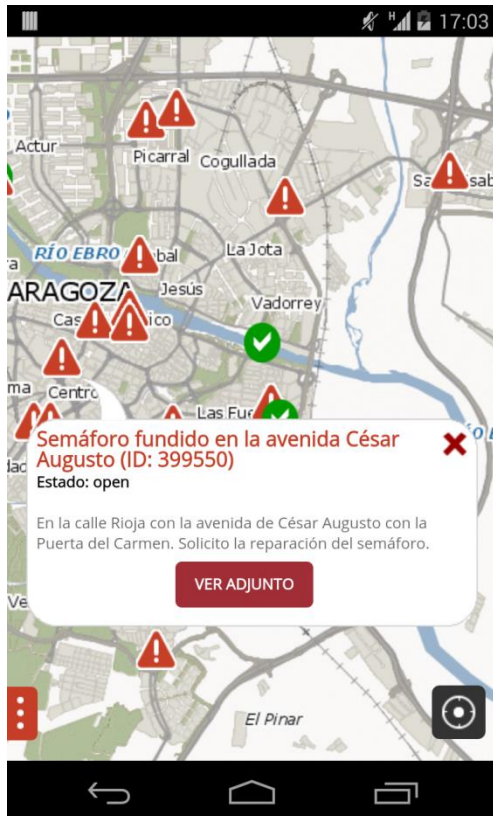 H 17:03
Actur
Picarral
Cogullada
RÍO EBRO
La Jota
ARAGOZA
Jesús
Vadorrey
Centro
Las Fue
Semáforo fundido en la avenida César
Augusto (ID: 399550)
Estado: open
En la calle Rioja con la avenida de César Augusto con la
Puerta del Carmen. Solicito la reparación del semáforo.
VER ADJUNTO
El Pinar